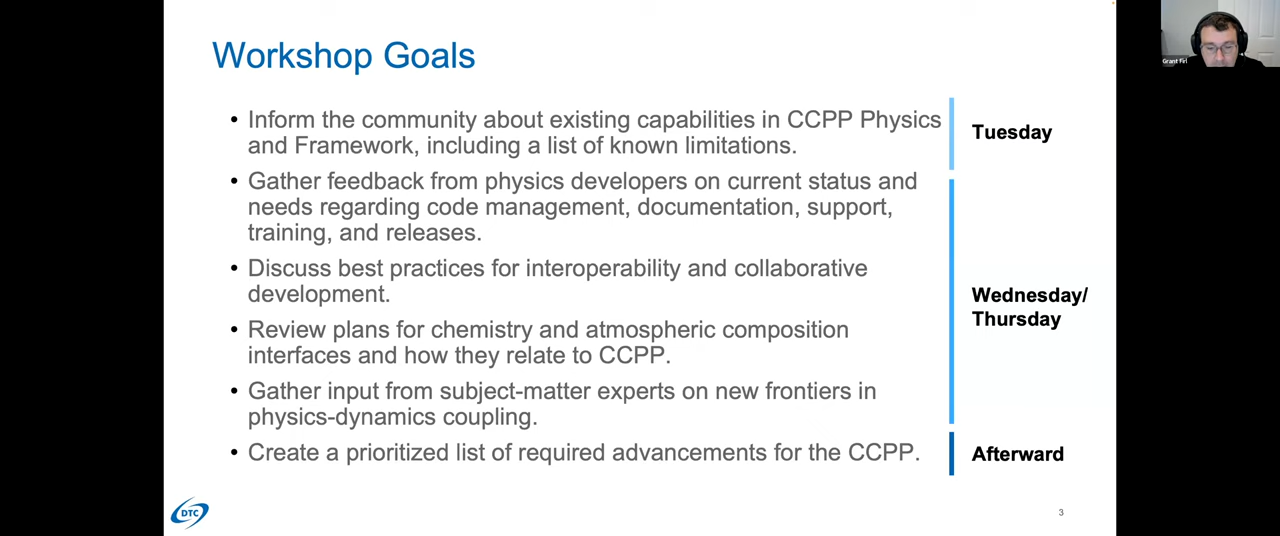 Workshop Goals
• Inform the community about existing capabilities in CCPP Physics
and Framework, including a list of known limitations.
Tuesday
• Gather feedback from physics developers on current status and
needs regarding code management, documentation, support,
training, and releases.
• Discuss best practices for interoperability and collaborative
development.
• Review plans for chemistry and atmospheric composition
interfaces and how they relate to CCPP.
• Gather input from subject-matter experts on new frontiers in
physics-dynamics coupling.
Wednesday/
Thursday
• Create a prioritized list of required advancements for the CCPP.
Afterward
DTC
3
Grant Firl